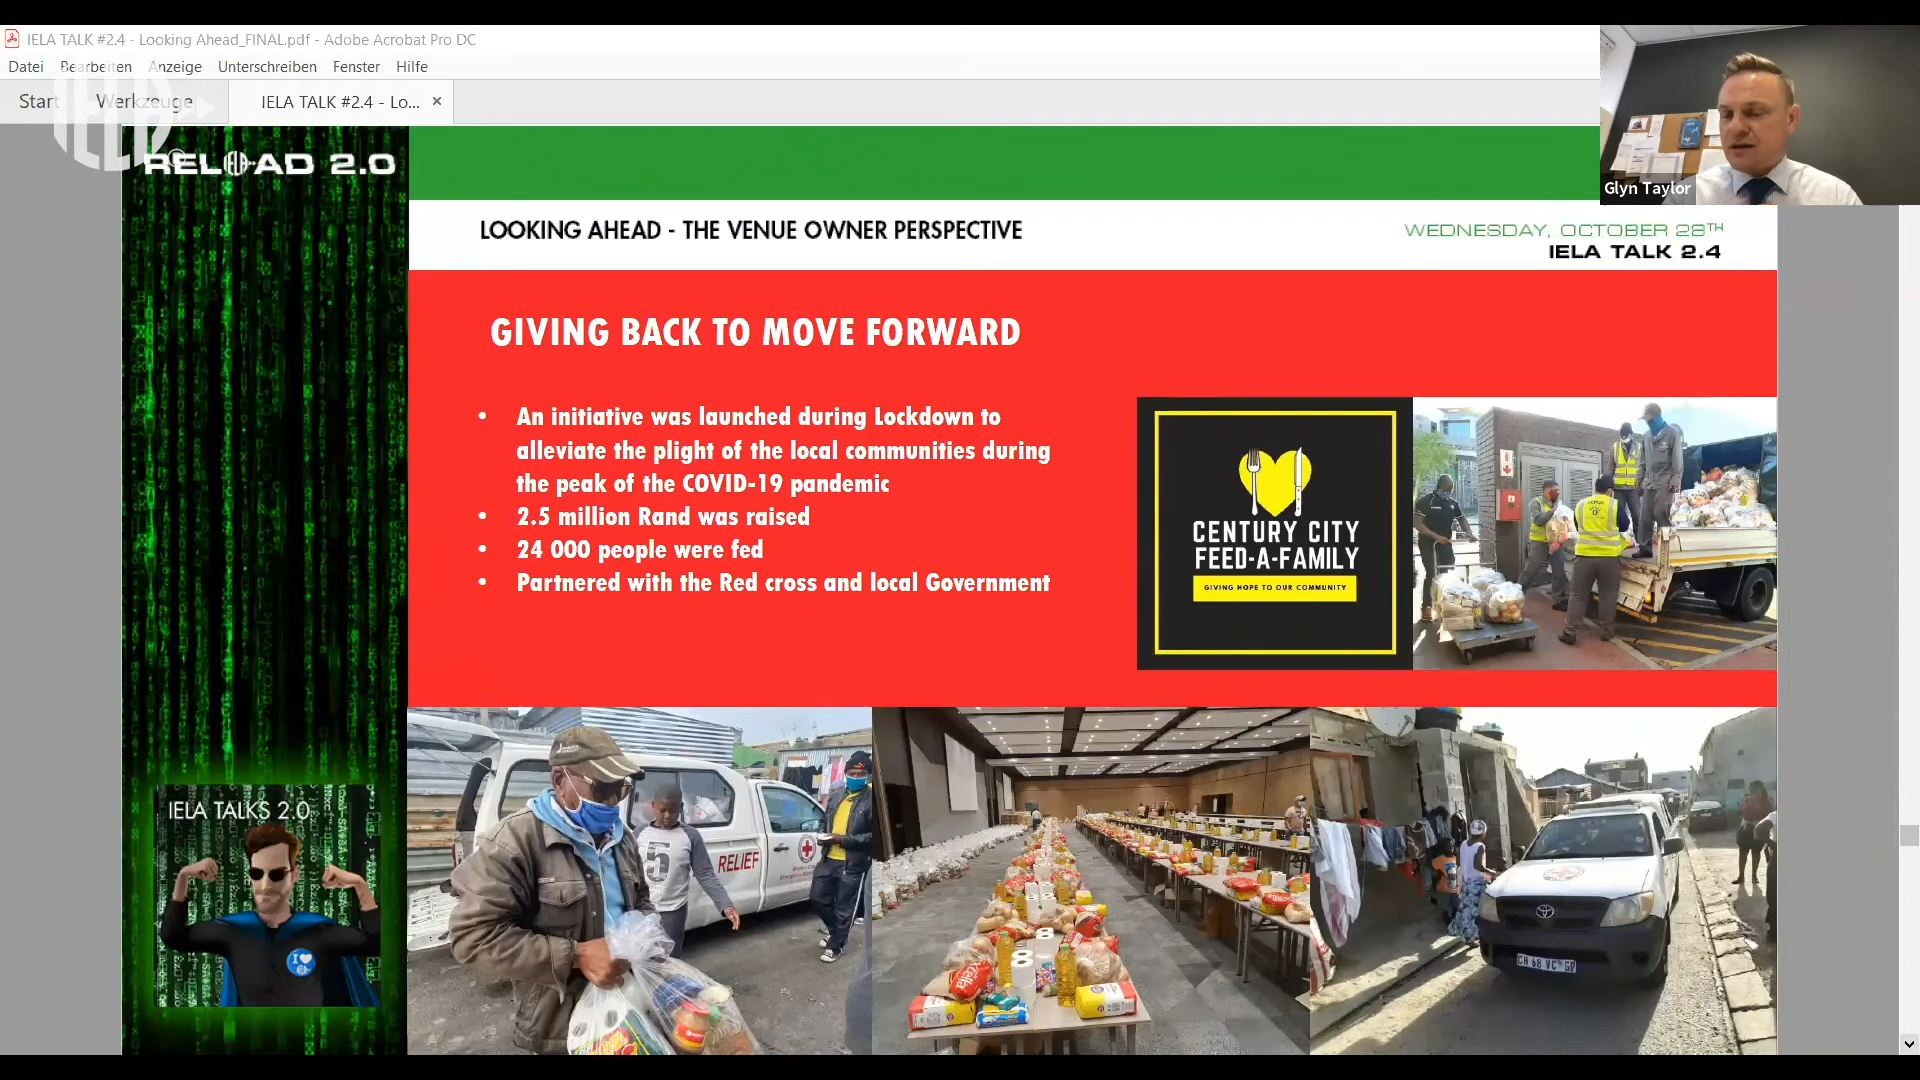 IELA TALK #2.4 - Looking Ahead_FINAL.pdf - Adobe Acrobat Pro DC
Datei Bearbeiten Anzeige Unterschreiben Fenster Hilfe
Start Werkzeuge IELA TALK #2.4 - Lo... ×
IELA
RELOAD 2.0
Glyn Taylor
LOOKING AHEAD - THE VENUE OWNER PERSPECTIVE
WEDNESDAY, OCTOBER 28TH
IELA TALK 2.4
GIVING BACK TO MOVE FORWARD
• An initiative was launched during Lockdown to
alleviate the plight of the local communities during
the peak of the COVID-19 pandemic
• 2.5 million Rand was raised
• 24 000 people were fed
• Partnered with the Red cross and local Government
CENTURY CITY
FEED-A-FAMILY
GIVING HOPE TO OUR COMMUNITY
IELA TALKS 2.0
I
5
RELIEF
8
8